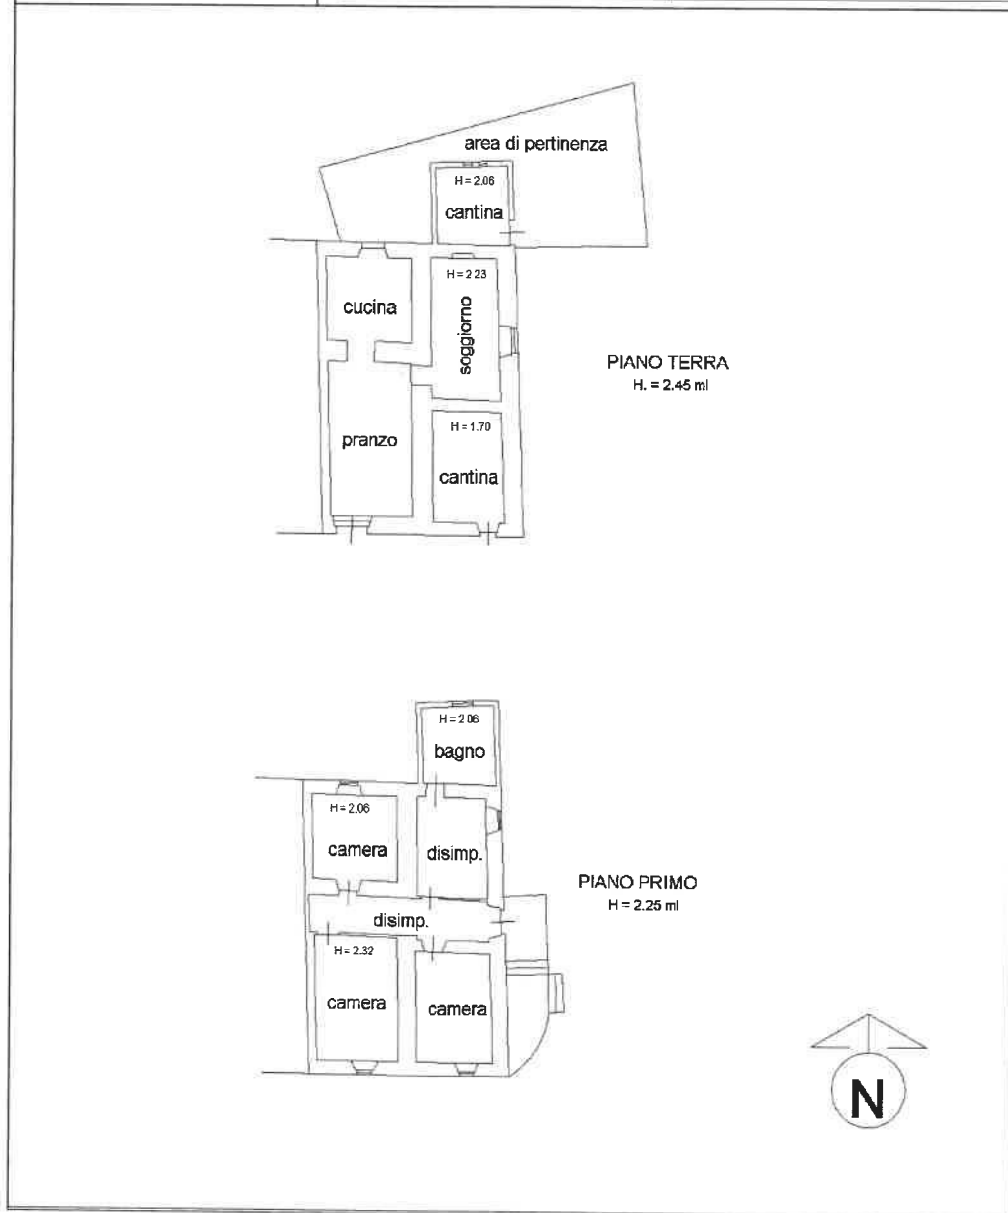 area di pertinenza
H = 2.06
cantina
H = 2.23
cucina
soggiorno
PIANO TERRA
H. = 2.45 ml
H = 1.70
pranzo
cantina
H = 2.06
bagno
H = 2.06
camera
disimp.
PIANO PRIMO
H = 2.25 ml
disimp.
H = 2.32
camera
camera
N